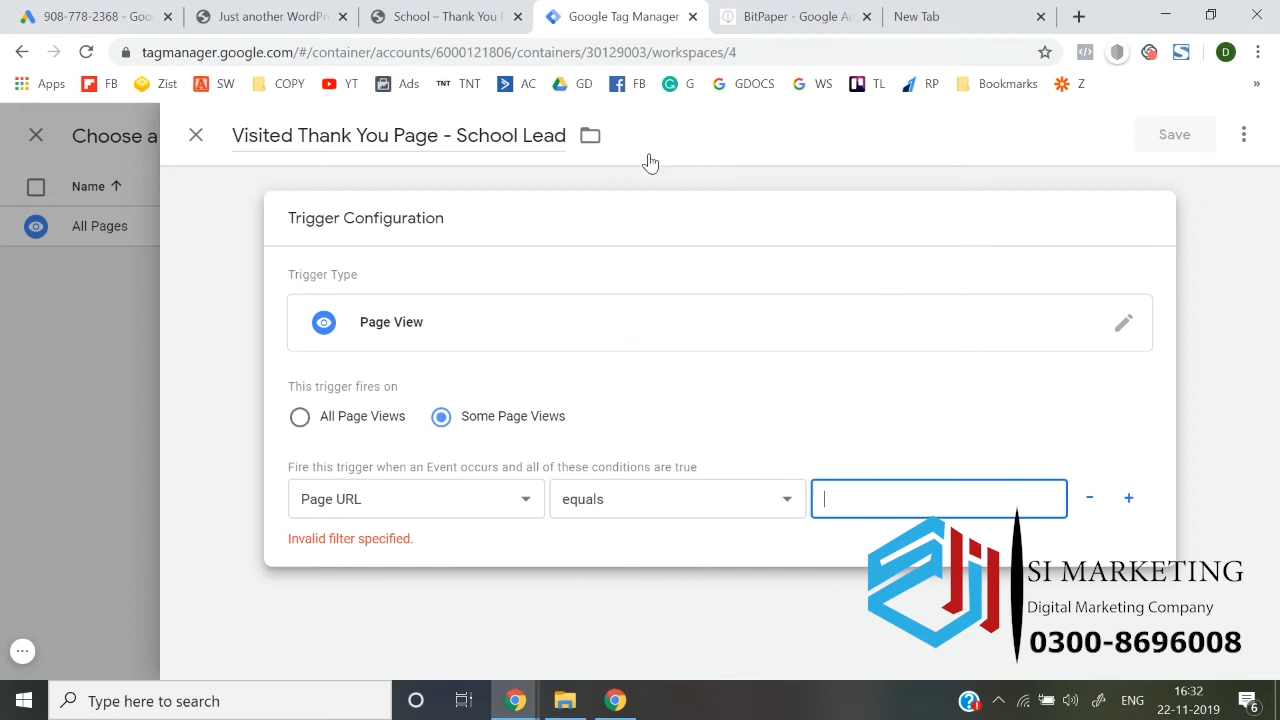 908-778-2368 - Goo
Just another WordPr
School – Thank You
Google Tag Manager
BitPaper - Google A
New Tab
tagmanager.google.com/#/container/accounts/6000121806/containers/30129003/workspaces/4
D
Apps
FB
Zist
SW
COPY
YT
Ads
TNT TNT
AC
GD
FB
G
GDOCS
WS
TL
RP
Bookmarks
Z
»
Choose a
Visited Thank You Page - School Lead
Save
Name
All Pages
Trigger Configuration
Trigger Type
Page View
This trigger fires on
All Page Views
Some Page Views
Fire this trigger when an Event occurs and all of these conditions are true
Page URL
equals
-
+
Invalid filter specified.
SI MARKETING
Digital Marketing Company
0300-8696008
Type here to search
ENG
16:32
22-11-2019
6